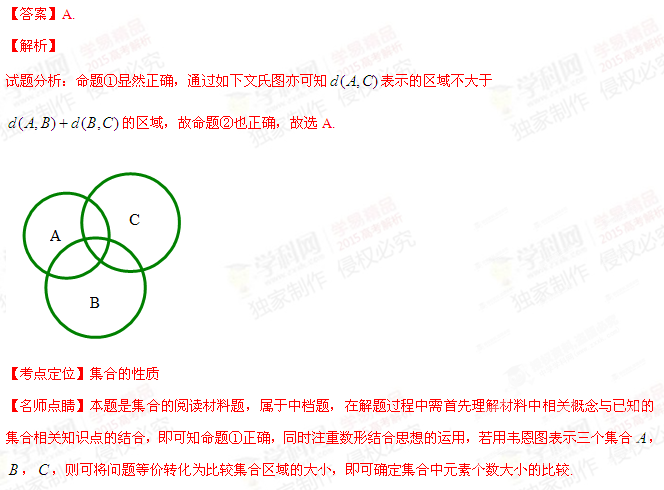 【答案】A.
【解析】
试题分析：命题①显然正确，通过如下文氏图亦可知 d(A,C) 表示的区域不大于
d(A,B)+d(B,C) 的区域，故命题②也正确，故选 A.
A
C
B
【考点定位】集合的性质
【名师点睛】本题是集合的阅读材料题，属于中档题，在解题过程中需首先理解材料中相关概念与已知的
集合相关知识点的结合，即可知命题①正确，同时注重数形结合思想的运用，若用韦恩图表示三个集合 A，
B，C，则可将问题等价转化为比较集合区域的大小，即可确定集合中元素个数大小的比较.